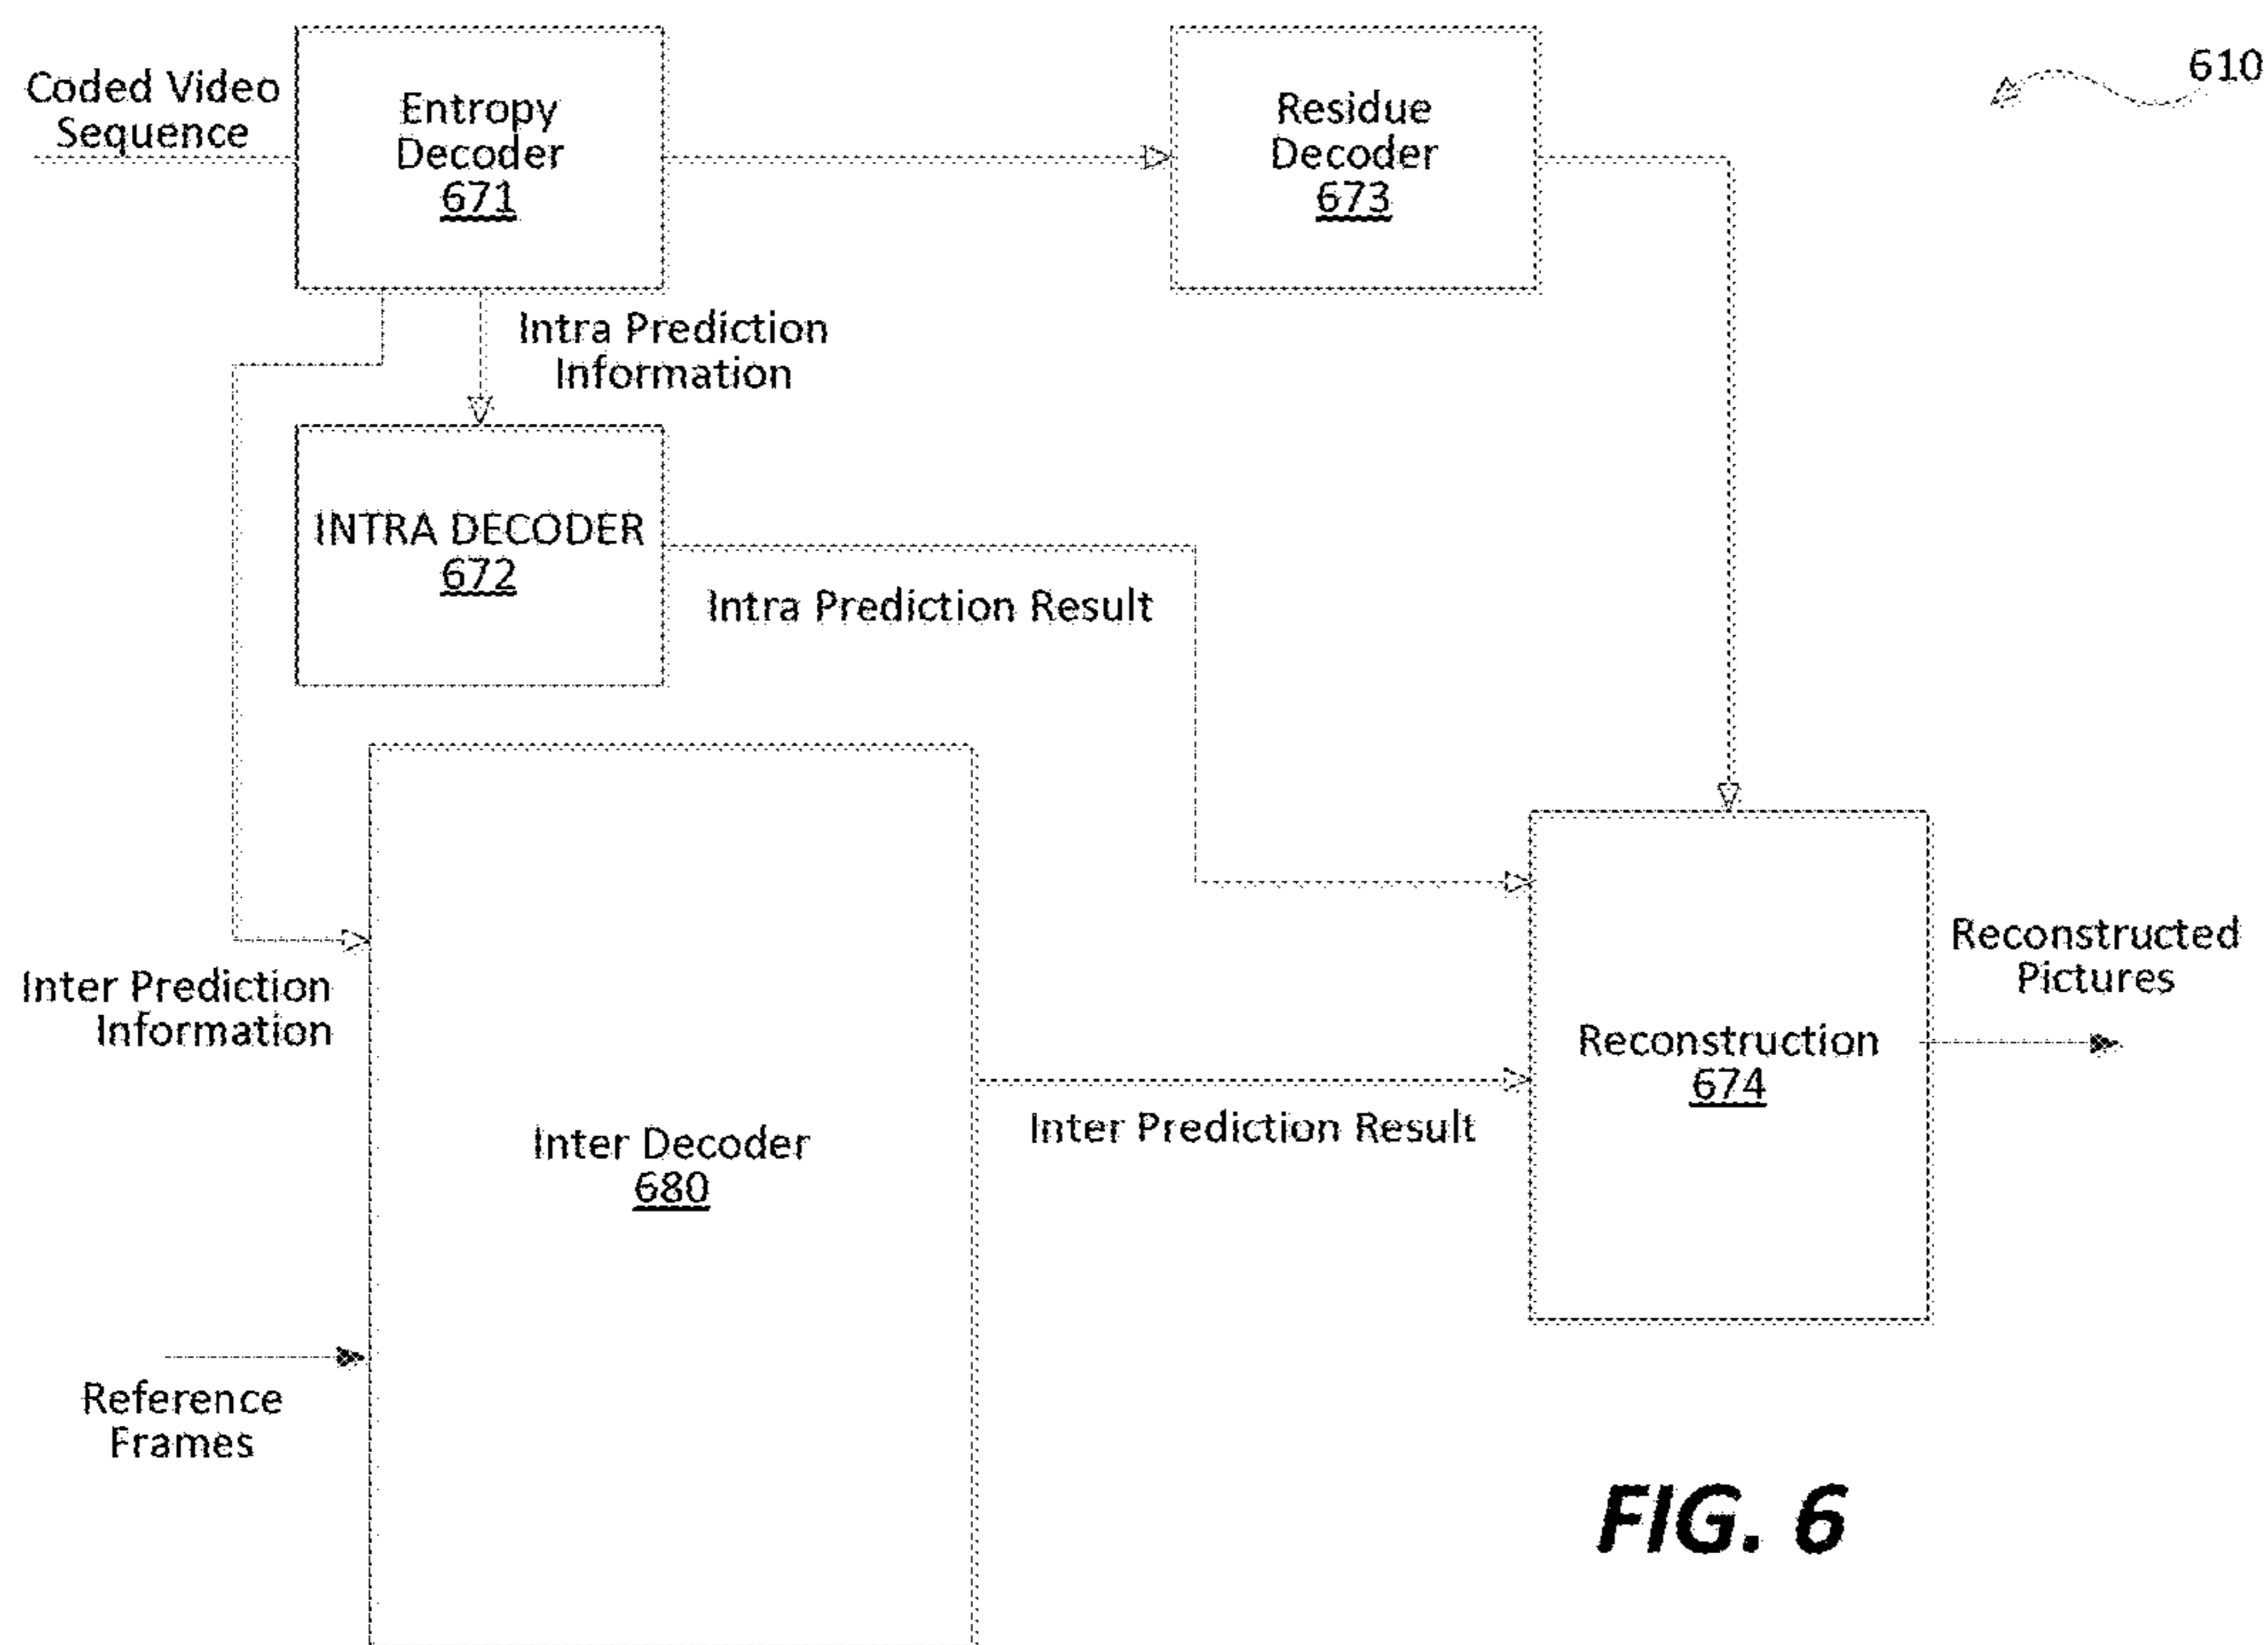 Coded Video
Sequence
Entropy
Decoder
671
Residue
Decoder
673
610
Intra Prediction
Information
INTRA DECODER
672
Intra Prediction Result
Inter Prediction
Information
Inter Decoder
680
Inter Prediction Result
Reconstruction
674
Reconstructed
Pictures
Reference
Frames
FIG. 6